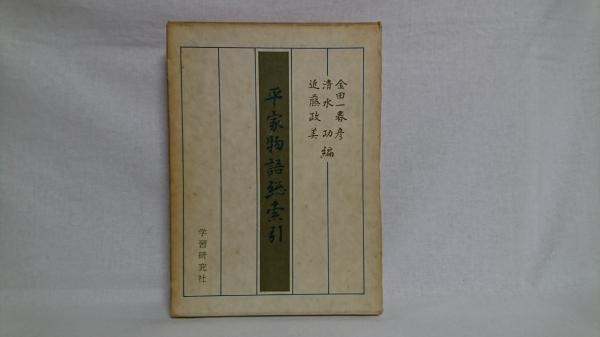 金田一春彦
清水功
近藤政美
編
平家物語総索引
学習研究社